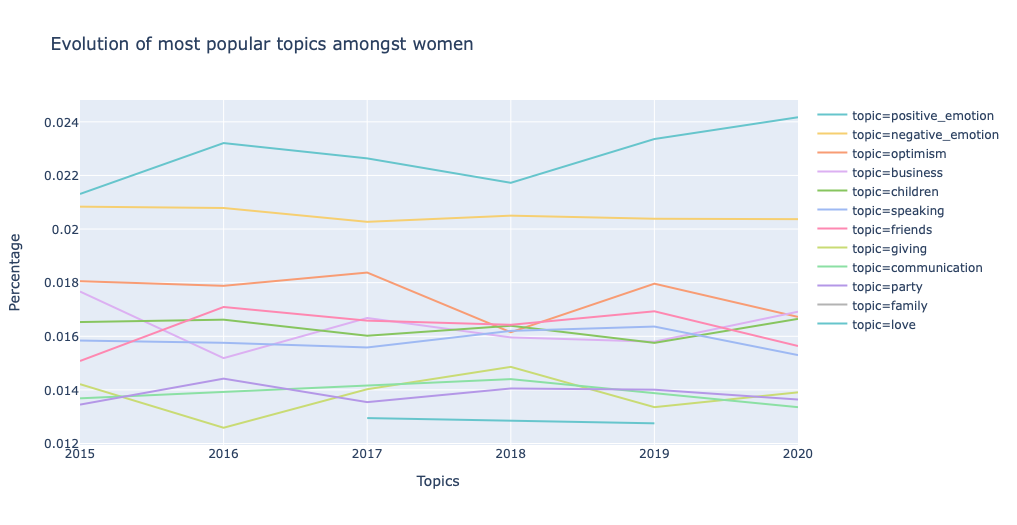 Evolution of most popular topics amongst women
0.024
0.022
0.02
0.018
0.016
0.014
0.012
Percentage
2015 2016 2017 2018 2019 2020
Topics
topic=positive_emotion
topic=negative_emotion
topic=optimism
topic=business
topic=children
topic=speaking
topic=friends
topic=giving
topic=communication
topic=party
topic=family
topic=love